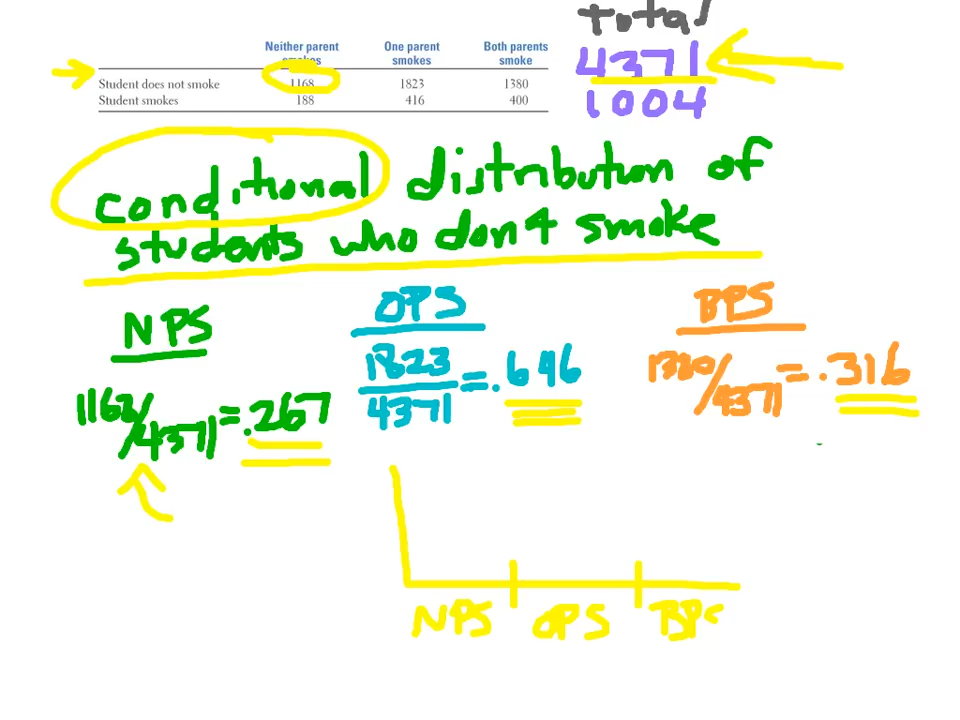 total
Neither parent smokes One parent smokes Both parents smoke
Student does not smoke 1168 1823 1380 4371
Student smokes 188 416 400 1004
conditional distribution of
students who don't smoke
NPS OPS BPS
1168/4371 = .267 1823/4371 = .646 1380/4371 = .316
NPS OPS BPS